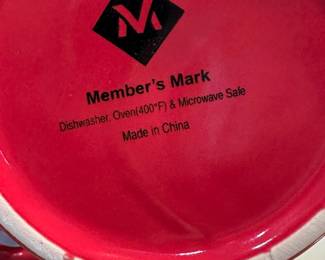 Member's Mark
Dishwasher, Oven(400°F) & Microwave Safe
Made in China